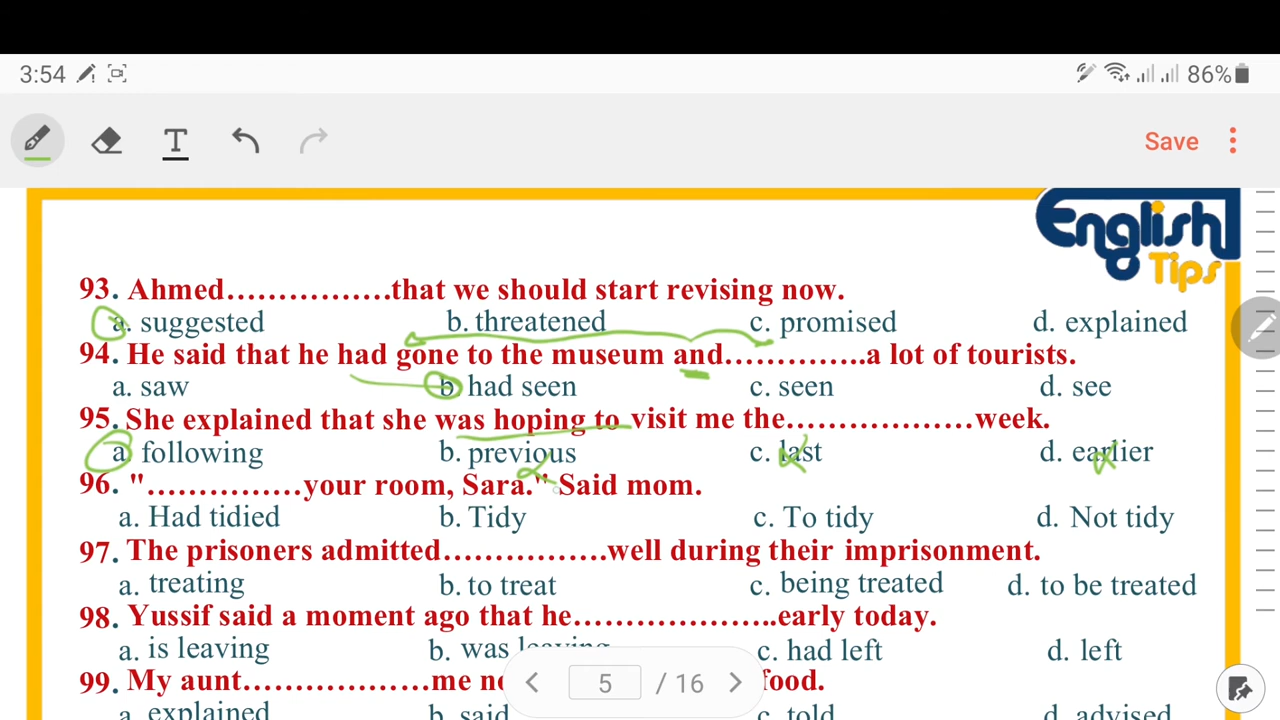 3:54 86%
Save
English
Tips
93. Ahmed................that we should start revising now.
a. suggested b. threatened c. promised d. explained
94. He said that he had gone to the museum and..............a lot of tourists.
a. saw b. had seen c. seen d. see
95. She explained that she was hoping to visit me the..................week.
a. following b. previous c. last d. earlier
96. "...............your room, Sara." Said mom.
a. Had tidied b. Tidy c. To tidy d. Not tidy
97. The prisoners admitted................well during their imprisonment.
a. treating b. to treat c. being treated d. to be treated
98. Yussif said a moment ago that he....................early today.
a. is leaving b. was leaving c. had left d. left
99. My aunt..................me food.
a. explained b. said c. told d. advised
5 / 16